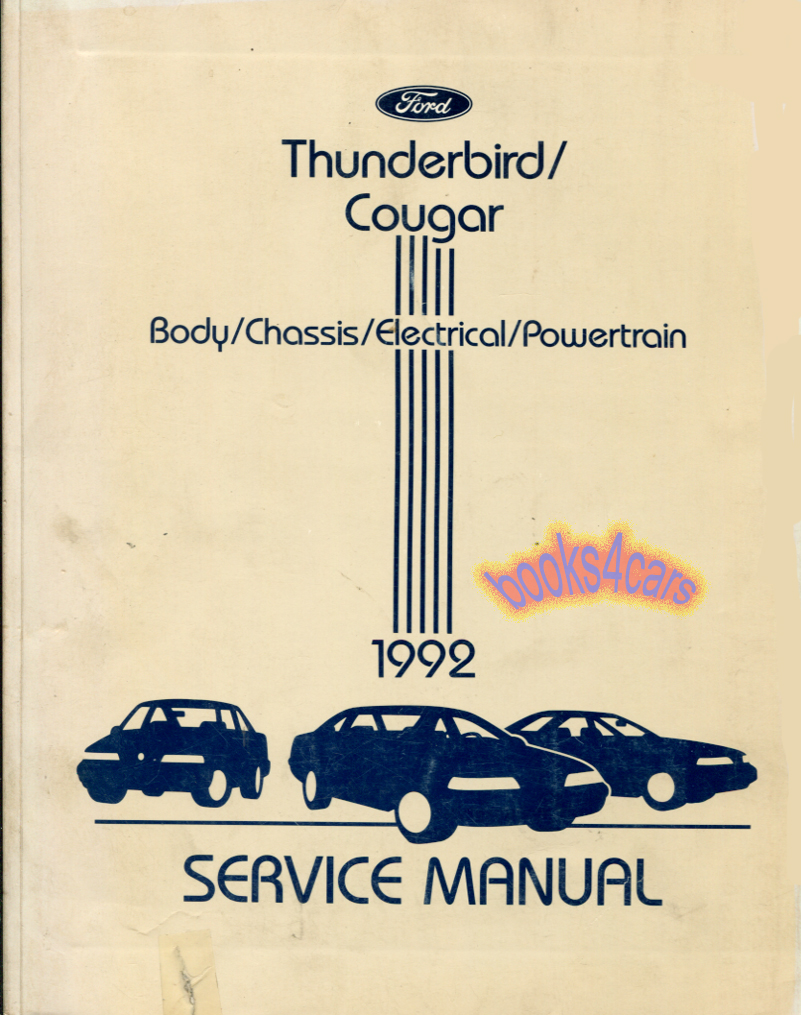 Ford
Thunderbird/
Cougar
Body/Chassis/Electrical/Powertrain
books4cars
1992
SERVICE MANUAL